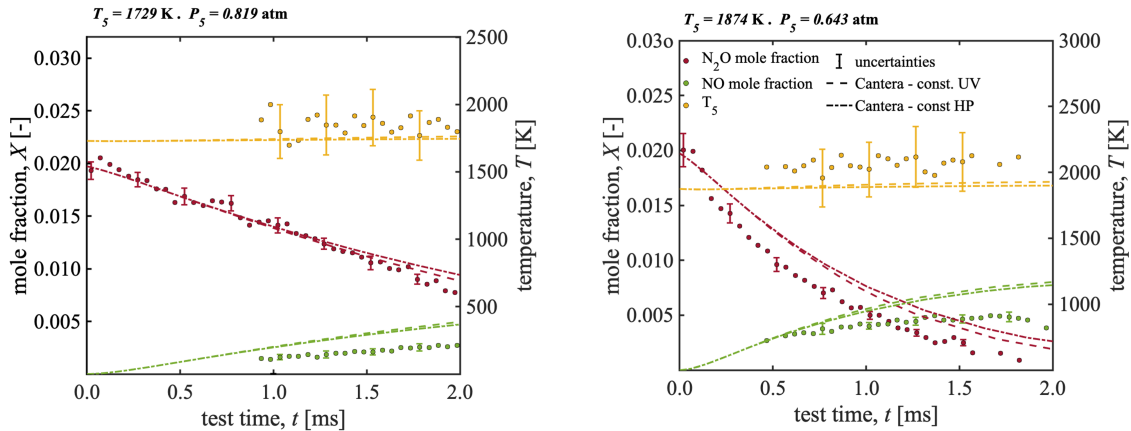 T5 = 1729 K . P5 = 0.819 atm
0.030
0.025
0.020
0.015
0.010
0.005
mole fraction, X [-]
2500
2000
1500
1000
500
temperature, T [K]
0.0 0.5 1.0 1.5 2.0
test time, t [ms]
T5 = 1874 K . P5 = 0.643 atm
N2O mole fraction
NO mole fraction
T5
uncertainties
Cantera - const. UV
Cantera - const HP
0.03o
0.025
0.020
0.015
0.010
0.005
mole fraction, X [-]
3000
2500
2000
1500
1000
temperature, T [K]
0.0 0.5 1.0 1.5 2.0
test time, t [ms]